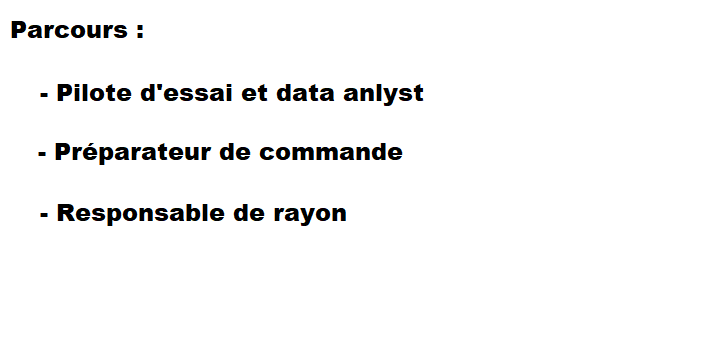 Parcours :
- Pilote d'essai et data anlyst
- Préparateur de commande
- Responsable de rayon